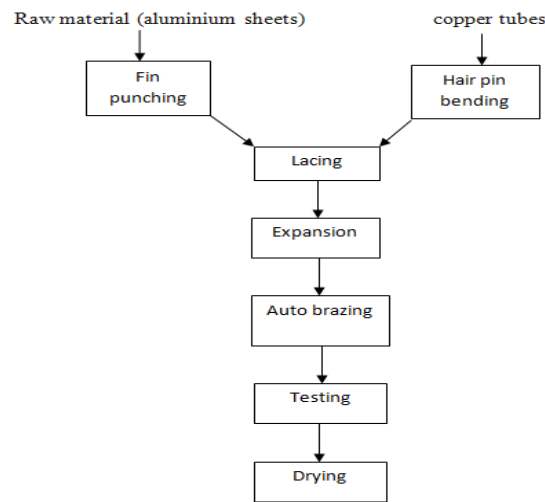 Raw material (aluminium sheets)
copper tubes
Fin
punching
Hair pin
bending
Lacing
Expansion
Auto brazing
Testing
Drying